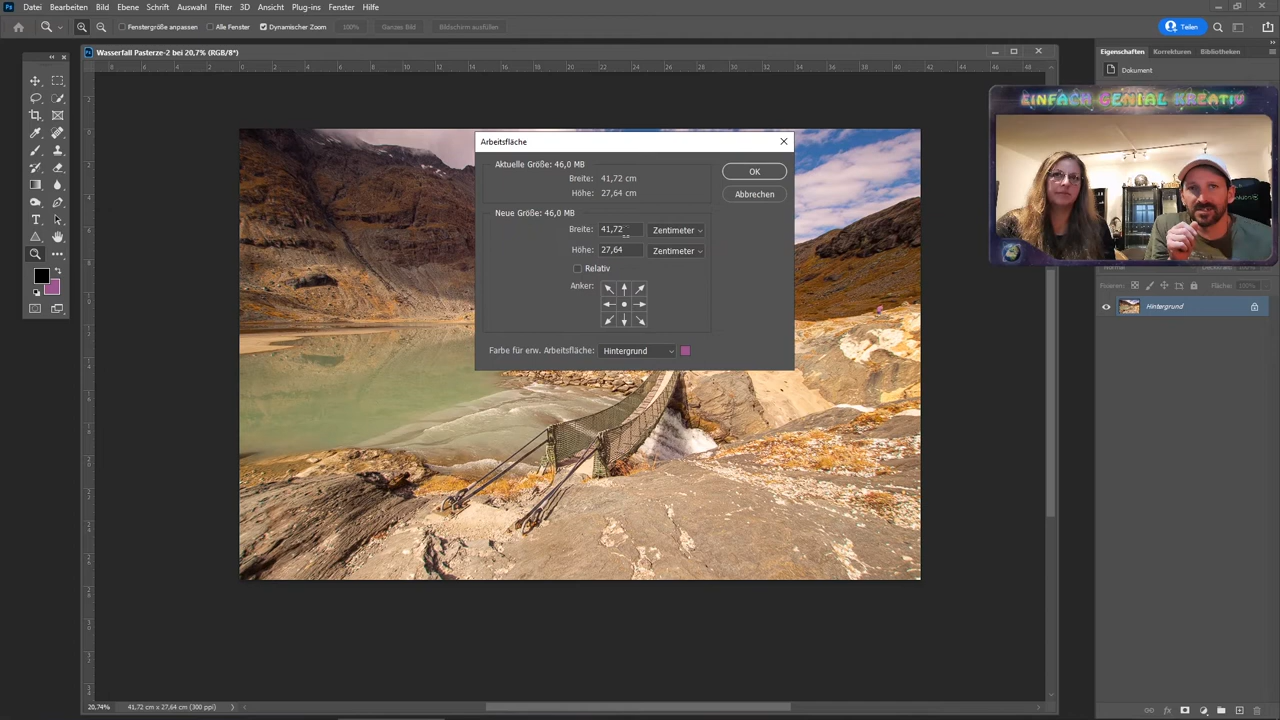 Datei Bearbeiten Bild Ebene Schrift Auswahl Filter 3D Ansicht Plug-ins Fenster Hilfe
Fenstergröße anpassen Alle Fenster Dynamischer Zoom 100% Ganzes Bild Bildschirm ausfüllen Teilen
Wasserfall Pasterze-2 bei 20,7% (RGB/8*)
Eigenschaften Korrekturen Bibliotheken
Dokument
EINFACH GENIAL KREATIV
Arbeitsfläche
Aktuelle Größe: 46,0 MB
Breite: 41,72 cm
Höhe: 27,64 cm
OK
Abbrechen
Neue Größe: 46,0 MB
Breite: 41,72 Zentimeter
Höhe: 27,64 Zentimeter
Relativ
Anker:
Farbe für erw. Arbeitsfläche: Hintergrund
Normal Deckkraft: 100%
Fixieren: Fläche: 100%
Hintergrund
20,74% 41,72 cm x 27,64 cm (300 ppi)